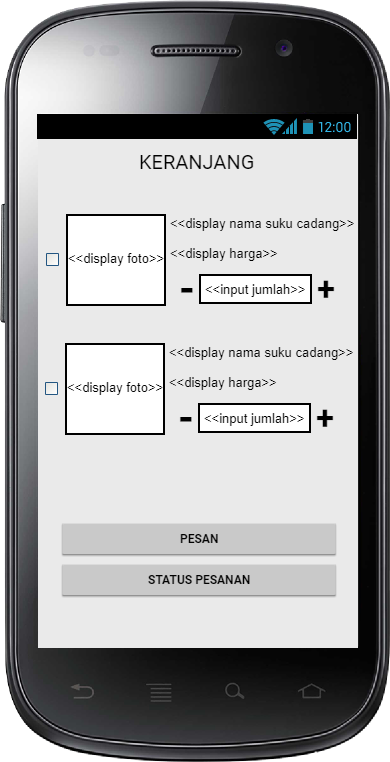 12:00
KERANJANG
<<display nama suku cadang>>
<<display foto>>
<<display harga>>
- <<input jumlah>> +
<<display nama suku cadang>>
<<display foto>>
<<display harga>>
- <<input jumlah>> +
PESAN
STATUS PESANAN